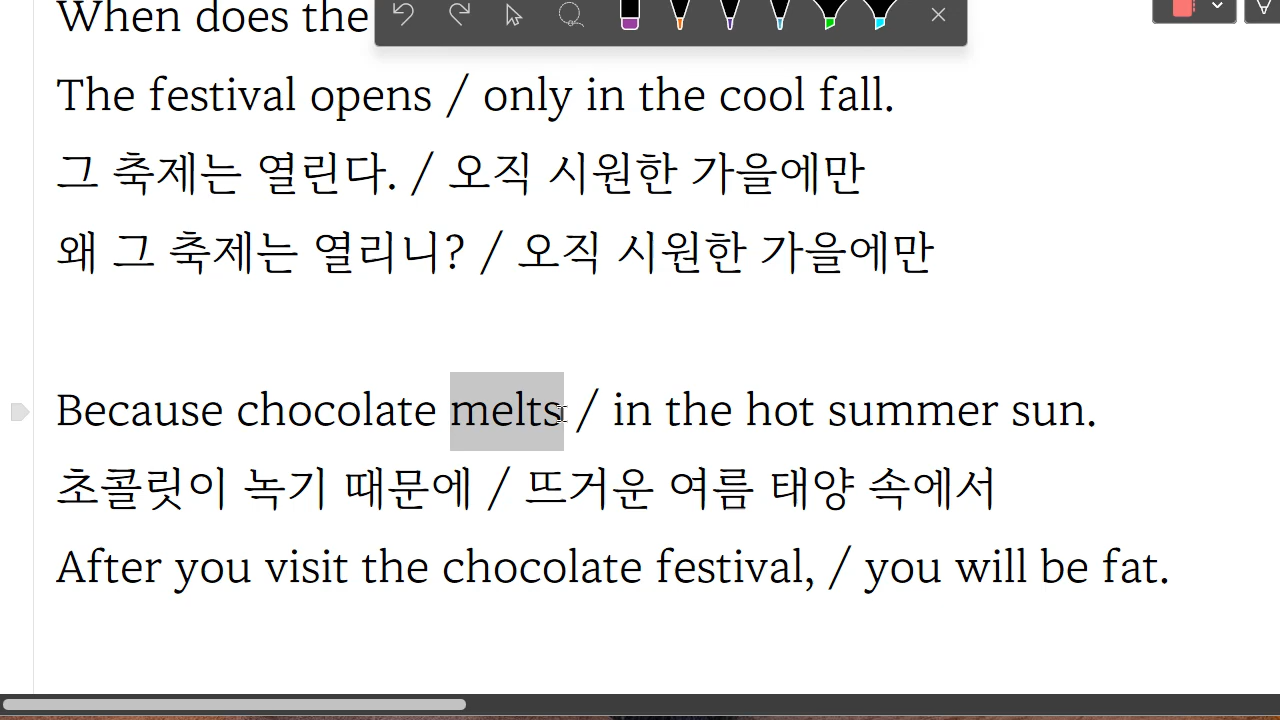 When does the
The festival opens / only in the cool fall.
그 축제는 열린다. / 오직 시원한 가을에만
왜 그 축제는 열리니? / 오직 시원한 가을에만
Because chocolate melts / in the hot summer sun.
초콜릿이 녹기 때문에 / 뜨거운 여름 태양 속에서
After you visit the chocolate festival, / you will be fat.